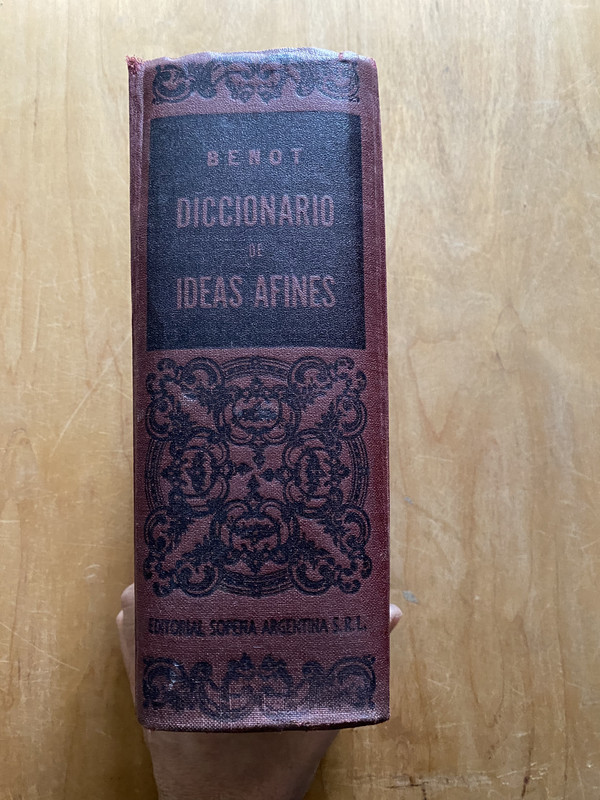 BENOT
DICCIONARIO
DE
IDEAS AFINES
EDITORIAL SOPENA ARGENTINA S.R.L.